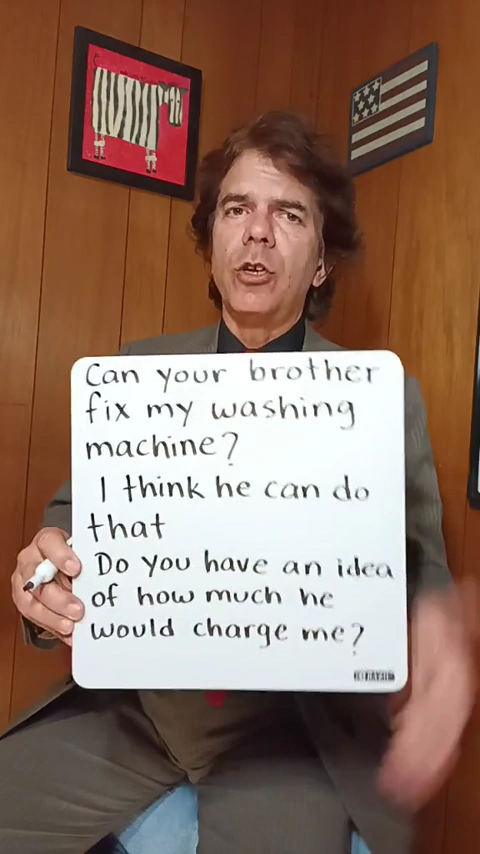 Can your brother
fix my washing
machine?
I think he can do
that
Do you have an idea
of how much he
would charge me?